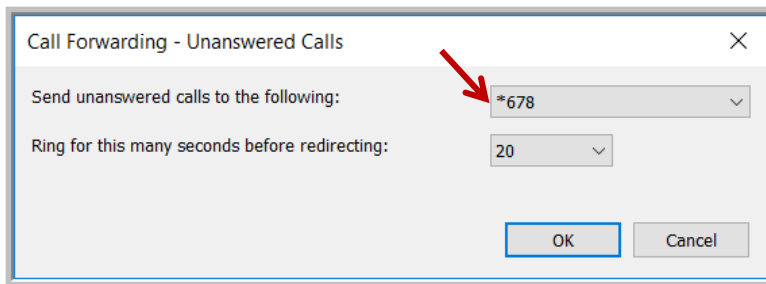 Call Forwarding - Unanswered Calls
Send unanswered calls to the following: *678
Ring for this many seconds before redirecting: 20
OK Cancel